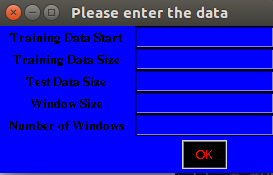 Please enter the data
Training Data Start
Training Data Size
Test Data Size
Window Size
Number of Windows
OK